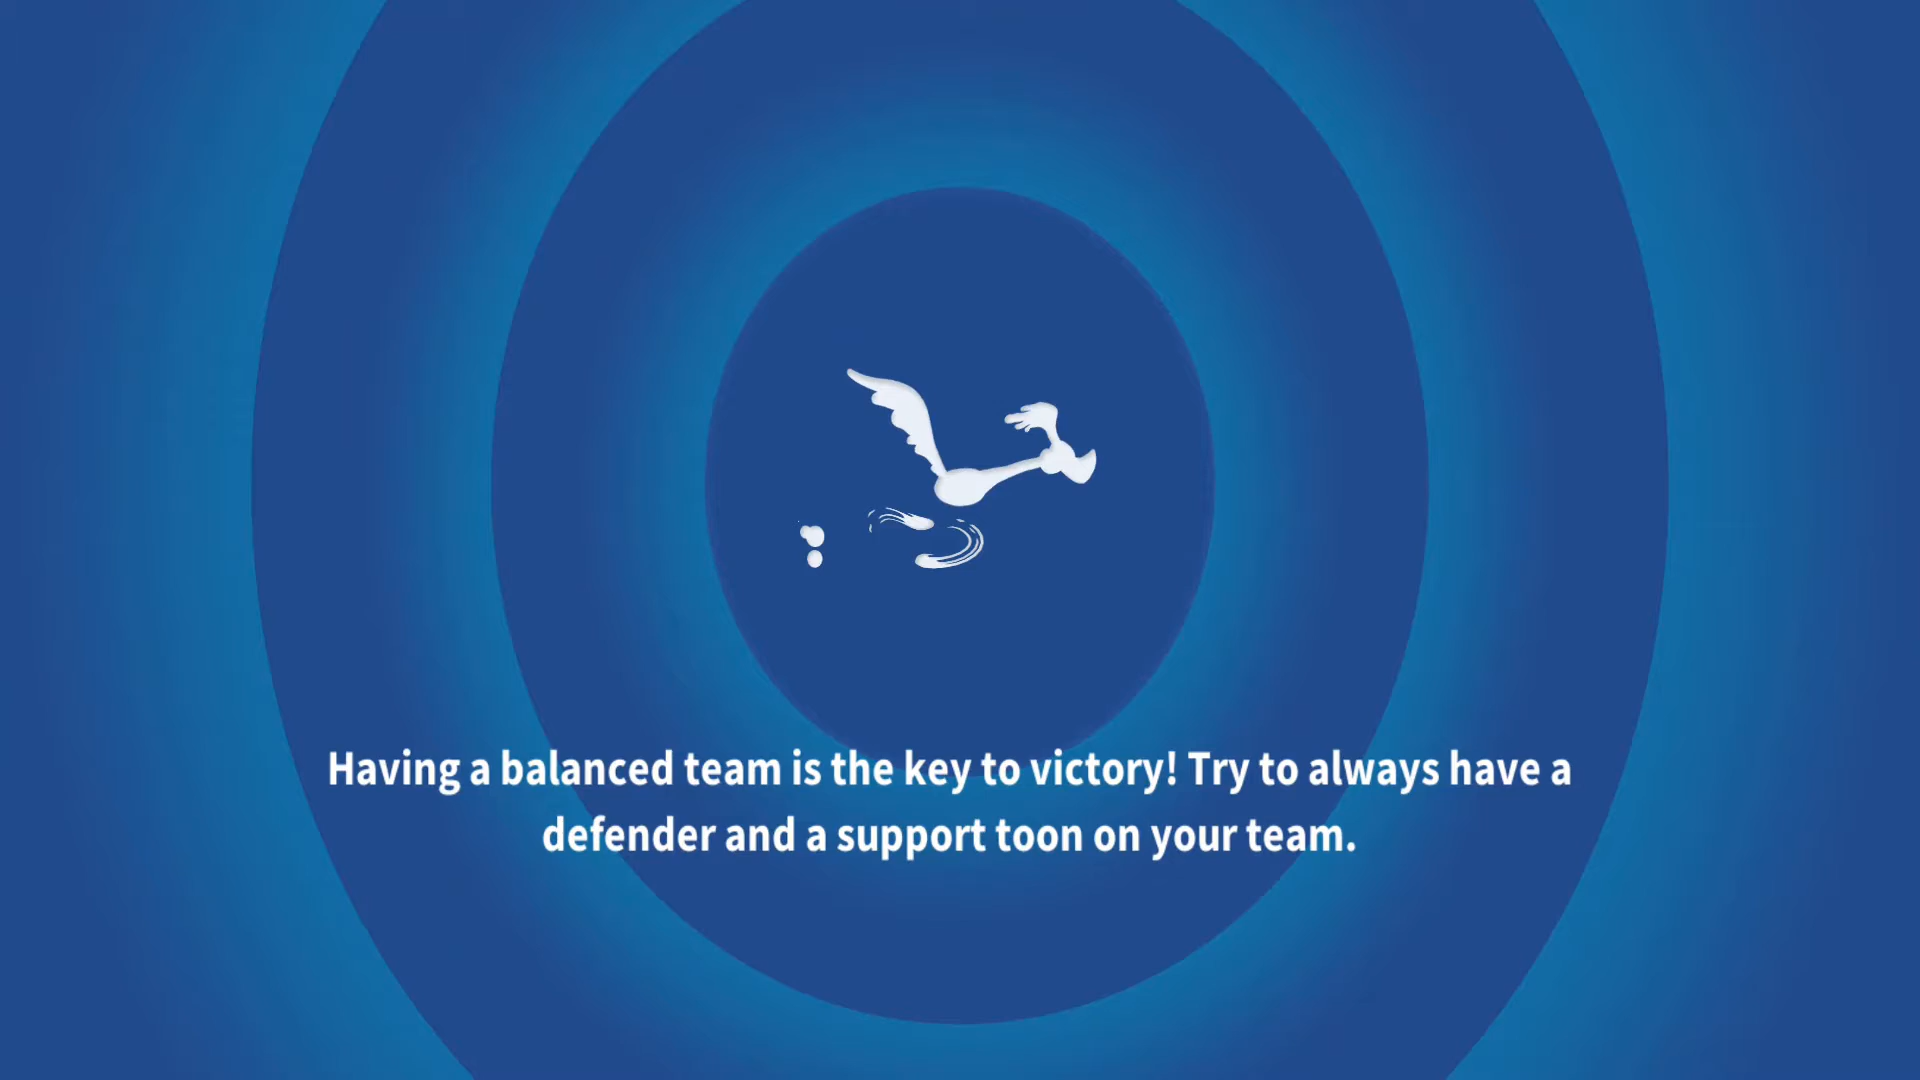 Having a balanced team is the key to victory! Try to always have a
defender and a support toon on your team.